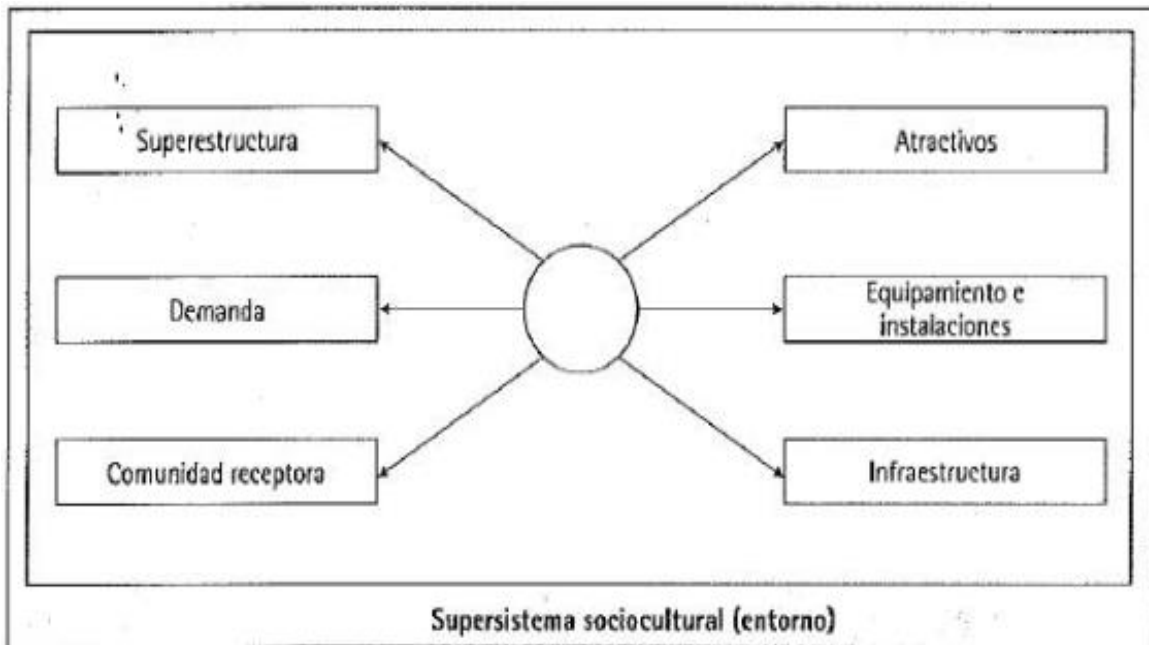 Superestructura
Atractivos
Demanda
Equipamiento e
instalaciones
Comunidad receptora
Infraestructura
Supersistema sociocultural (entorno)